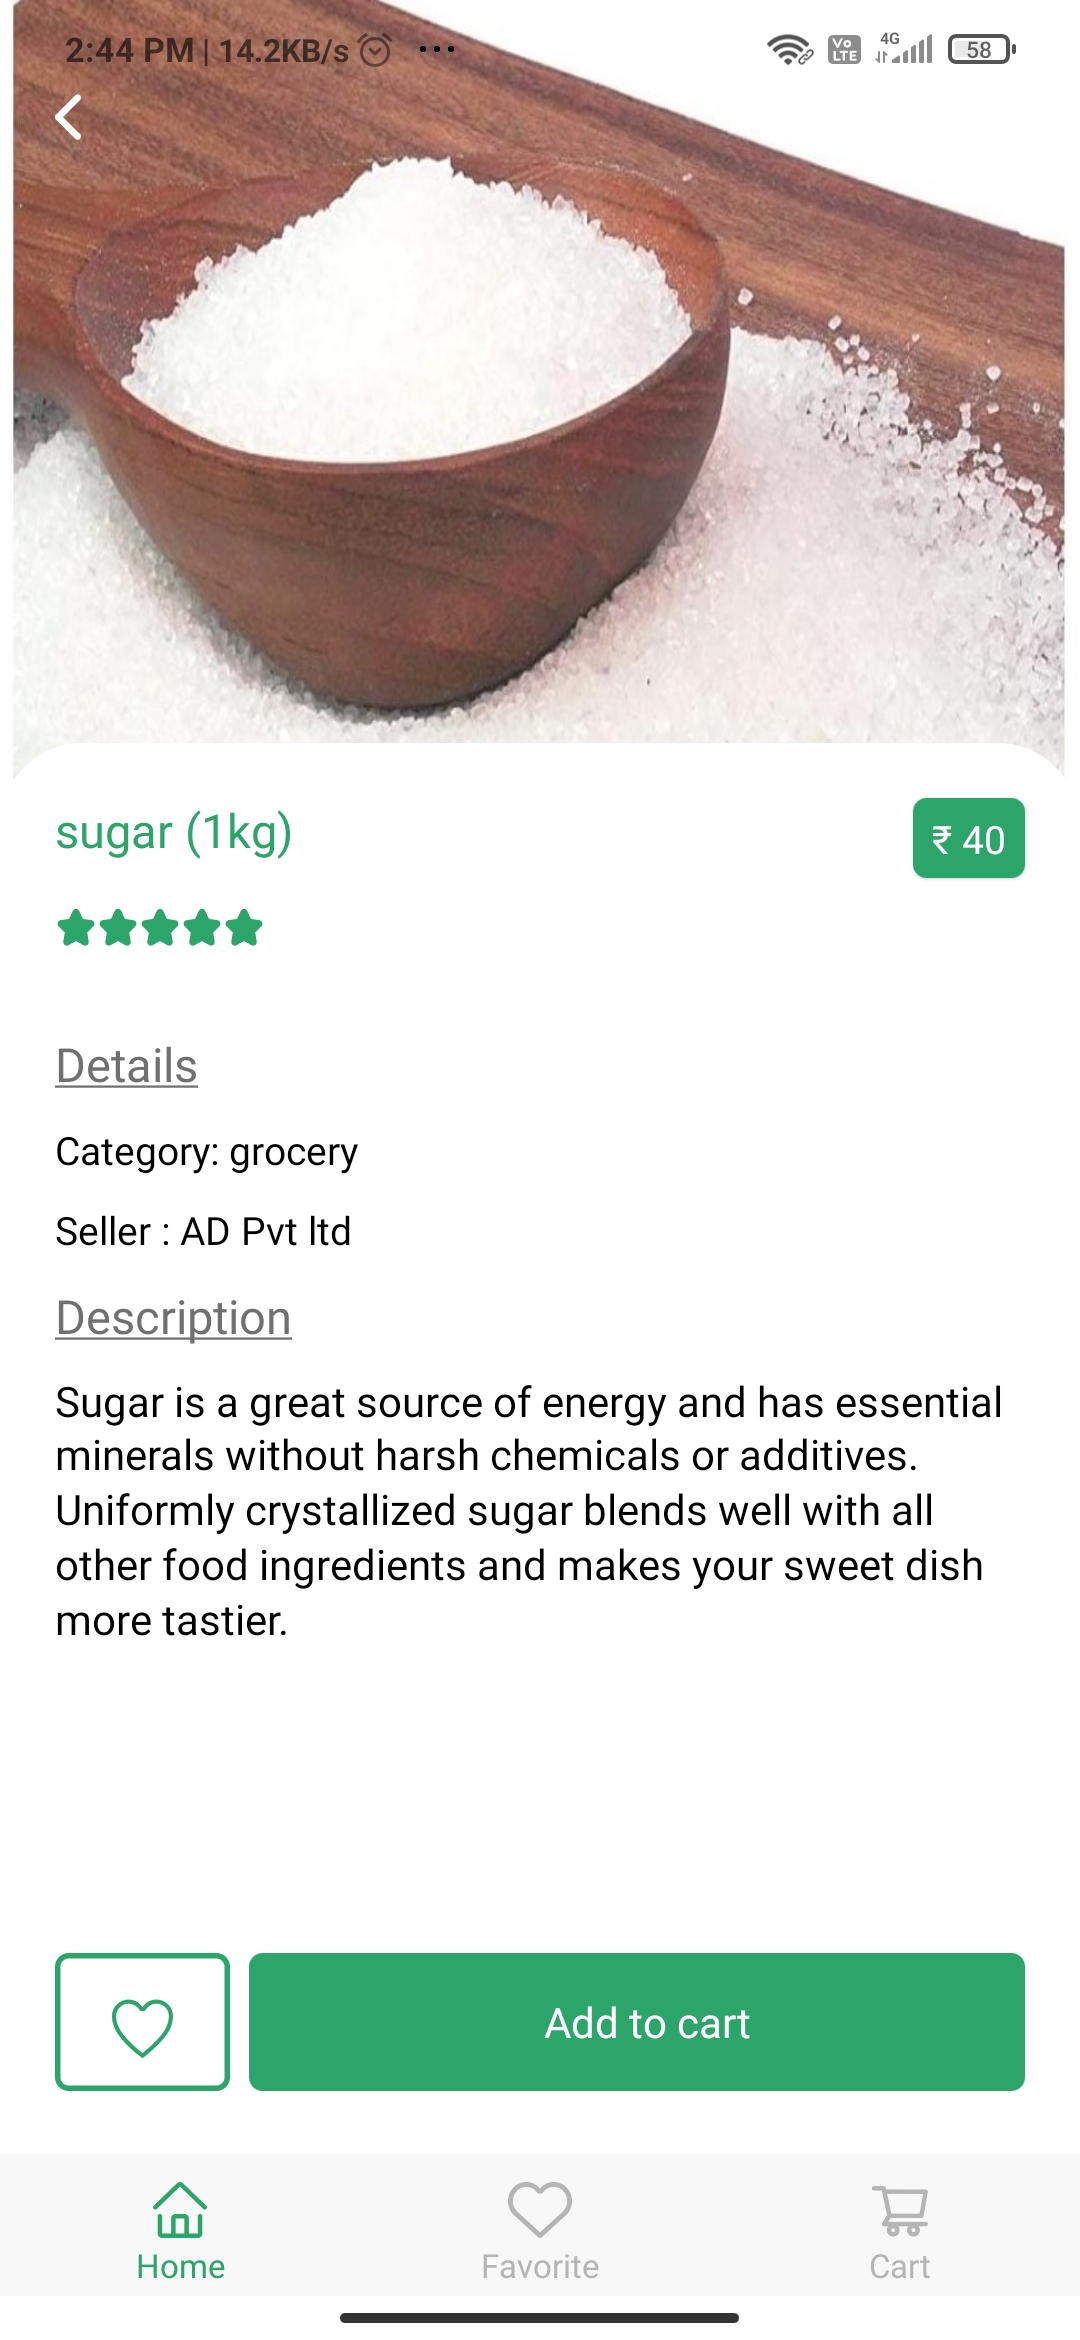 2:44 PM | 14.2KB/s ...
Vo LTE 4G 58
sugar (1kg)
₹ 40
Details
Category: grocery
Seller : AD Pvt ltd
Description
Sugar is a great source of energy and has essential
minerals without harsh chemicals or additives.
Uniformly crystallized sugar blends well with all
other food ingredients and makes your sweet dish
more tastier.
Add to cart
Home Favorite Cart